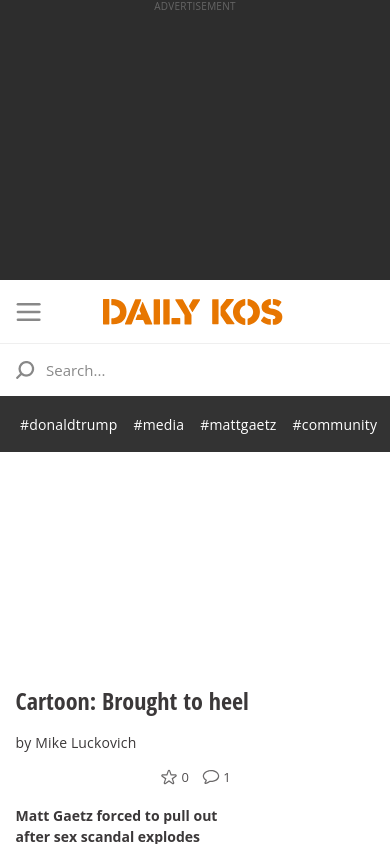 ADVERTISEMENT
DAILY KOS
Search...
#donaldtrump #media #mattgaetz #community
Cartoon: Brought to heel
by Mike Luckovich
0 1
Matt Gaetz forced to pull out
after sex scandal explodes